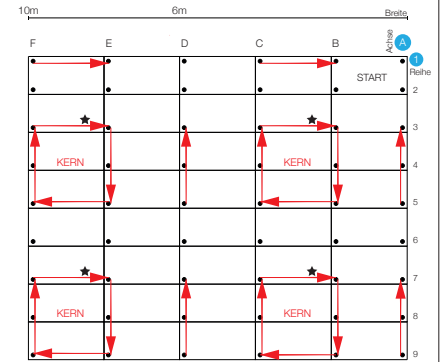 10m 6m Breite
F E D C B Achse A
1
Reihe
START
2
3
KERN KERN 4
5
6
7
KERN KERN 8
9